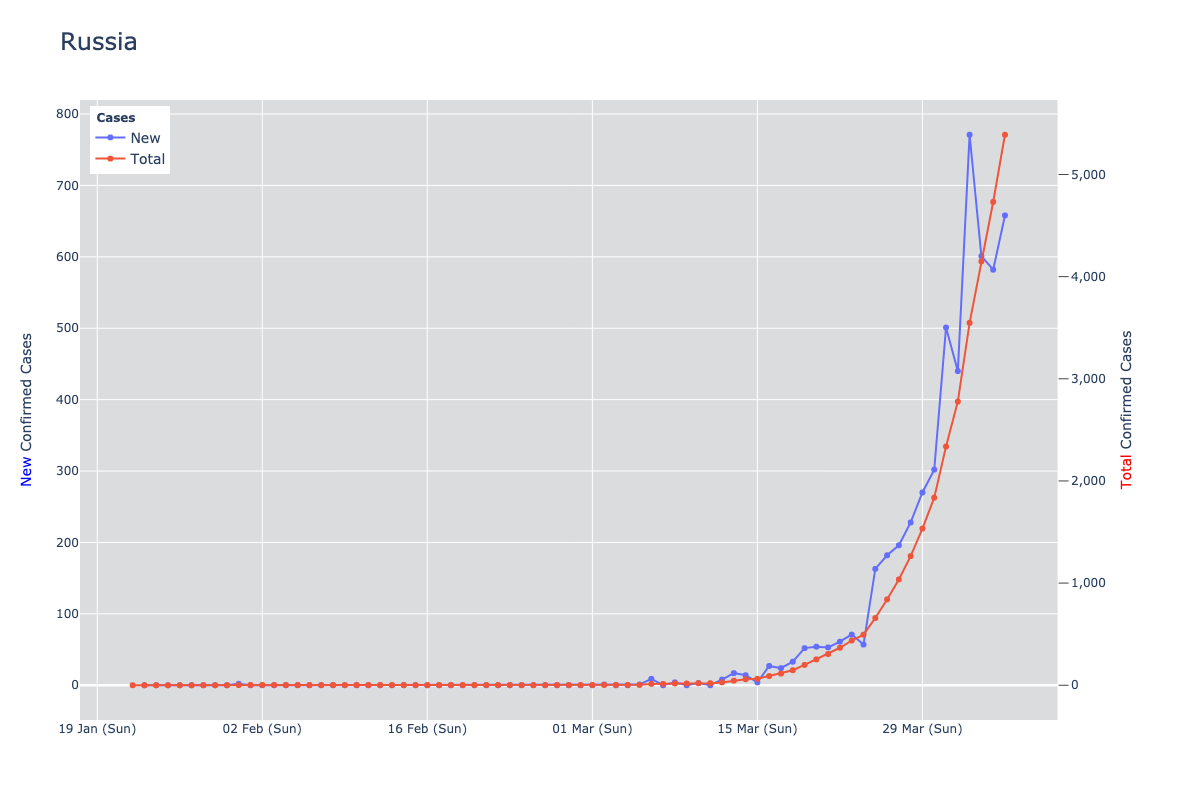 Russia
Cases
New
Total
800
700
600
500
400
300
200
100
0
New Confirmed Cases
5,000
4,000
3,000
2,000
1,000
0
Total Confirmed Cases
19 Jan (Sun)
02 Feb (Sun)
16 Feb (Sun)
01 Mar (Sun)
15 Mar (Sun)
29 Mar (Sun)